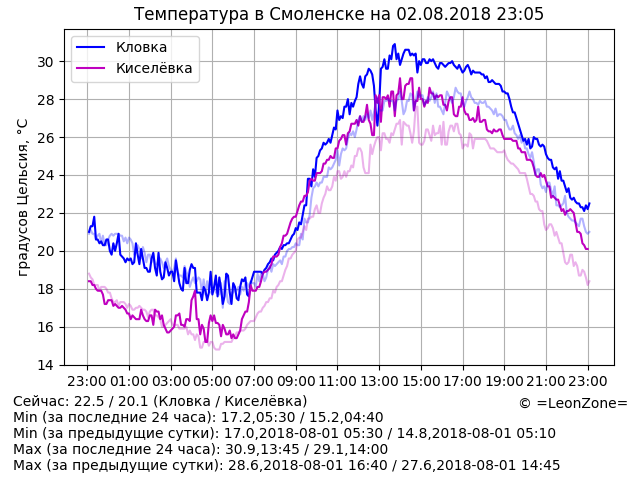 Температура в Смоленске на 02.08.2018 23:05
Кловка
Киселёвка
градусов Цельсия, °C
30
28
26
24
22
20
18
16
14
23:00 01:00 03:00 05:00 07:00 09:00 11:00 13:00 15:00 17:00 19:00 21:00 23:00
Сейчас: 22.5 / 20.1 (Кловка / Киселёвка)
© =LeonZone=
Min (за последние 24 часа): 17.2,05:30 / 15.2,04:40
Min (за предыдущие сутки): 17.0,2018-08-01 05:30 / 14.8,2018-08-01 05:10
Max (за последние 24 часа): 30.9,13:45 / 29.1,14:00
Max (за предыдущие сутки): 28.6,2018-08-01 16:40 / 27.6,2018-08-01 14:45